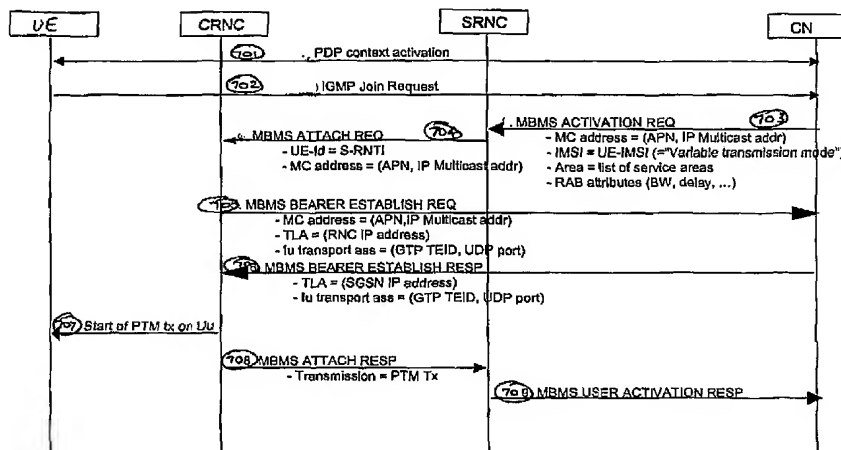 UE
CRNC
SRNC
CN
701 PDP context activation
702 IGMP Join Request
703
MBMS ACTIVATION REQ
- MC address = (APN, IP Multicast addr)
- IMSI = UE-IMSI (="Variable transmission mode")
- Area = list of service areas
- RAB attributes (BW, delay, ...)
704
MBMS ATTACH REQ
- UE-Id = S-RNTI
- MC address = (APN, IP Multicast addr)
MBMS BEARER ESTABLISH REQ
- MC address = (APN,IP Multicast addr)
- TLA = (RNC IP address)
- Iu transport ass = (GTP TEID, UDP port)
MBMS BEARER ESTABLISH RESP
- TLA = (SGSN IP address)
- Iu transport ass = (GTP TEID, UDP port)
707 Start of PTM tx on Uu
708 MBMS ATTACH RESP
- Transmission = PTM Tx
709 MBMS USER ACTIVATION RESP